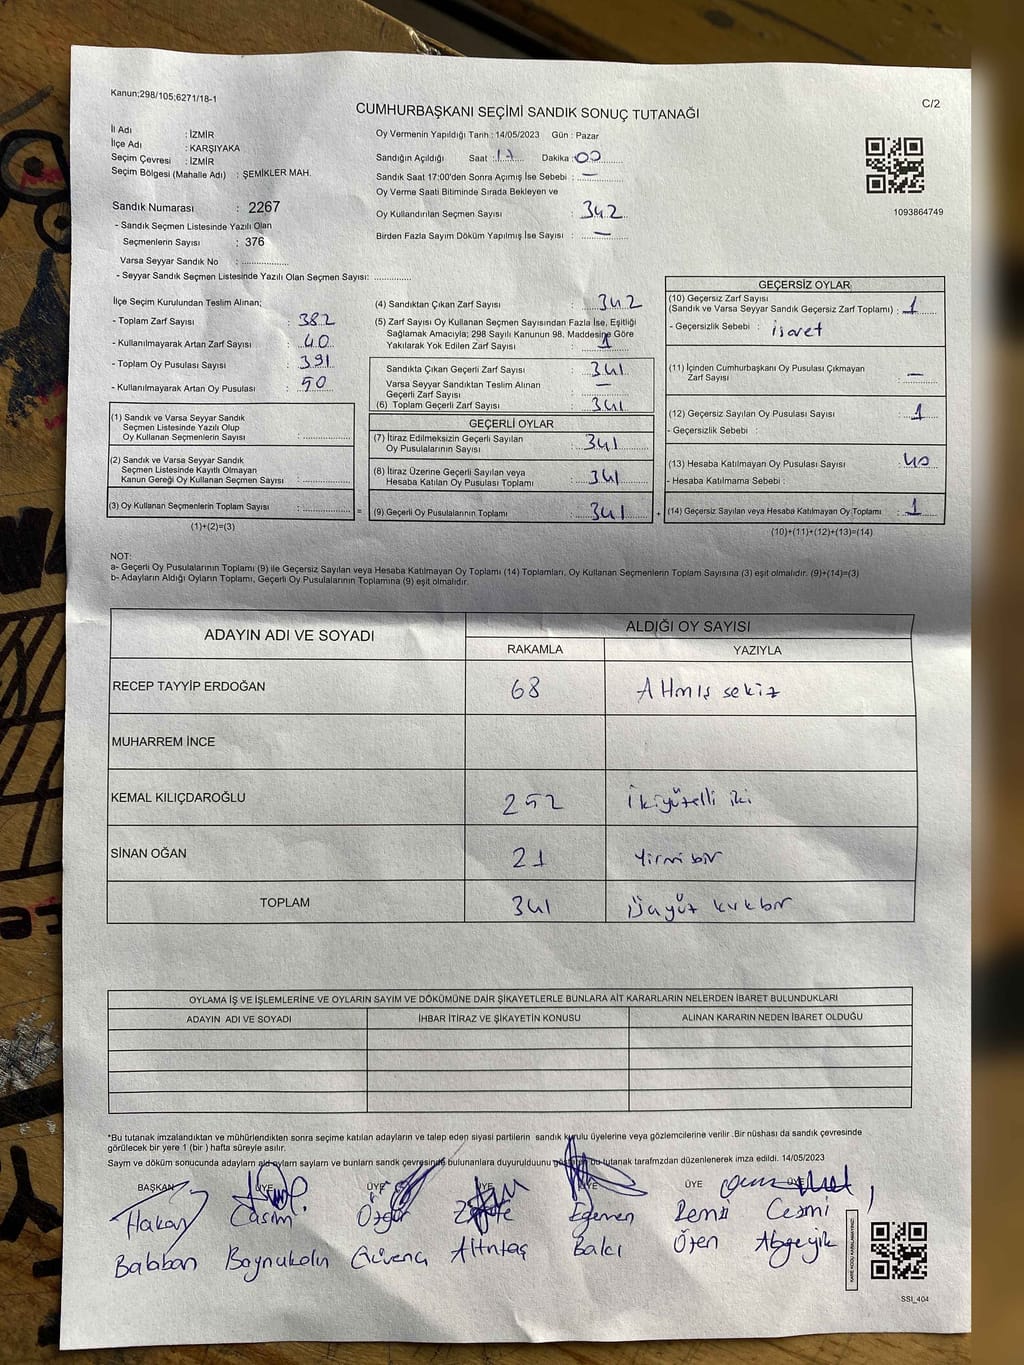 Kanun;298/105;6271/18-1
C/2
CUMHURBAŞKANI SEÇİMİ SANDIK SONUÇ TUTANAĞI
İl Adı : İZMİR
İlçe Adı : KARŞIYAKA
Seçim Çevresi : İZMİR
Seçim Bölgesi (Mahalle Adı) : ŞEMİKLER MAH.
Sandık Numarası : 2267
- Sandık Seçmen Listesinde Yazılı Olan
Seçmenlerin Sayısı : 376
Varsa Seyyar Sandık No : ..................
- Seyyar Sandık Seçmen Listesinde Yazılı Olan Seçmen Sayısı: ..............
Oy Vermenin Yapıldığı Tarih : 14/05/2023 Gün : Pazar
Sandığın Açıldığı Saat : 17 Dakika : 00
Sandık Saat 17:00'den Sonra Açımış İse Sebebi : —
Oy Verme Saati Bitiminde Sırada Bekleyen ve
Oy Kullandırılan Seçmen Sayısı : 342
Birden Fazla Sayım Döküm Yapılmış İse Sayısı : —
1093864749
İlçe Seçim Kurulundan Teslim Alınan;
- Toplam Zarf Sayısı : 382
- Kullanılmayarak Artan Zarf Sayısı : 40
- Toplam Oy Pusulası Sayısı : 391
- Kullanılmayarak Artan Oy Pusulası : 50
(1) Sandık ve Varsa Seyyar Sandık
Seçmen Listesinde Yazılı Olup
Oy Kullanan Seçmenlerin Sayısı : ..............
(2) Sandık ve Varsa Seyyar Sandık
Seçmen Listesinde Kayıtlı Olmayan
Kanun Gereği Oy Kullanan Seçmen Sayısı : ..............
(3) Oy Kullanan Seçmenlerin Toplam Sayısı : .............. =
(1)+(2)=(3)
(4) Sandıktan Çıkan Zarf Sayısı : 342
(5) Zarf Sayısı Oy Kullanan Seçmen Sayısından Fazla İse, Eşitliği
Sağlamak Amacıyla; 298 Sayılı Kanunun 98. Maddesine Göre
Yakılarak Yok Edilen Zarf Sayısı : 1
Sandıkta Çıkan Geçerli Zarf Sayısı : 341
Varsa Seyyar Sandıktan Teslim Alınan
Geçerli Zarf Sayısı : —
(6) Toplam Geçerli Zarf Sayısı : 341
GEÇERLİ OYLAR
(7) İtiraz Edilmeksizin Geçerli Sayılan
Oy Pusulalarının Sayısı : 341
(8) İtiraz Üzerine Geçerli Sayılan veya
Hesaba Katılan Oy Pusulası Toplamı : 341
(9) Geçerli Oy Pusulalarının Toplamı : 341 +
GEÇERSİZ OYLAR
(10) Geçersiz Zarf Sayısı
(Sandık ve Varsa Seyyar Sandık Geçersiz Zarf Toplamı) : 1
- Geçersizlik Sebebi : işaret
(11) İçinden Cumhurbaşkanı Oy Pusulası Çıkmayan
Zarf Sayısı : —
(12) Geçersiz Sayılan Oy Pusulası Sayısı : 1
- Geçersizlik Sebebi :
(13) Hesaba Katılmayan Oy Pusulası Sayısı : 40
- Hesaba Katılmama Sebebi :
(14) Geçersiz Sayılan veya Hesaba Katılmayan Oy Toplamı : 1
(10)+(11)+(12)+(13)=(14)
NOT:
a- Geçerli Oy Pusulalarının Toplamı (9) ile Geçersiz Sayılan veya Hesaba Katılmayan Oy Toplamı (14) Toplamları, Oy Kullanan Seçmenlerin Toplam Sayısına (3) eşit olmalıdır. (9)+(14)=(3)
b- Adayların Aldığı Oyların Toplamı, Geçerli Oy Pusulalarının Toplamına (9) eşit olmalıdır.
ADAYIN ADI VE SOYADI
ALDIĞI OY SAYISI
RAKAMLA YAZIYLA
RECEP TAYYİP ERDOĞAN 68 Altmış sekiz
MUHARREM İNCE
KEMAL KILIÇDAROĞLU 252 İkiyüzelli iki
SİNAN OĞAN 21 Yirmi bir
TOPLAM 341 Üçyüz kırkbir
OYLAMA İŞ VE İŞLEMLERİNE VE OYLARIN SAYIM VE DÖKÜMÜNE DAİR ŞİKAYETLERLE BUNLARA AİT KARARLARIN NELERDEN İBARET BULUNDUKLARI
ADAYIN ADI VE SOYADI İHBAR İTİRAZ VE ŞİKAYETİN KONUSU ALINAN KARARIN NEDEN İBARET OLDUĞU
*Bu tutanak imzalandıktan ve mühürlendikten sonra seçime katılan adayların ve talep eden siyasi partilerin sandık kurulu üyelerine veya gözlemcilerine verilir .Bir nüshası da sandık çevresinde
görülecek bir yere 1 (bir ) hafta süreyle asılır.
Sayım ve döküm sonucunda adayların aldıı oyların sayları ve bunlarn sandk çevresinde bulunanlara duyurulduunu gösteren bu tutanak tarafmzdan düzenlenerek imza edildi. 14/05/2023
BAŞKAN ÜYE ÜYE ÜYE ÜYE ÜYE ÜYE
Hakan Casim Özgür Egemen Remzi Cezmi
Babban Boynukalın Güvenç Altıntaş Balcı Ören Abgeyik
SSI_404